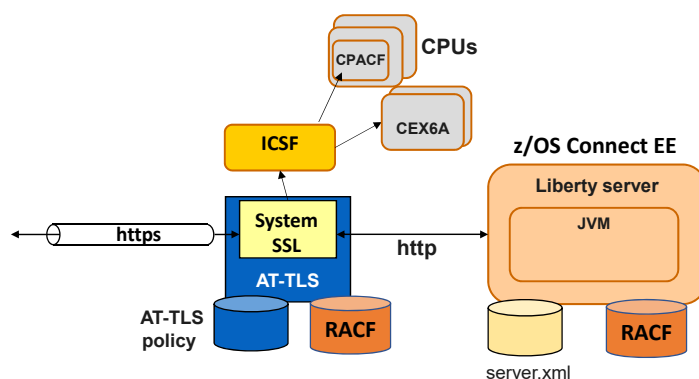 CPUs
CPACF
CEX6A
ICSF
z/OS Connect EE
Liberty server
JVM
System
SSL
https
http
AT-TLS
AT-TLS
policy
RACF
RACF
server.xml